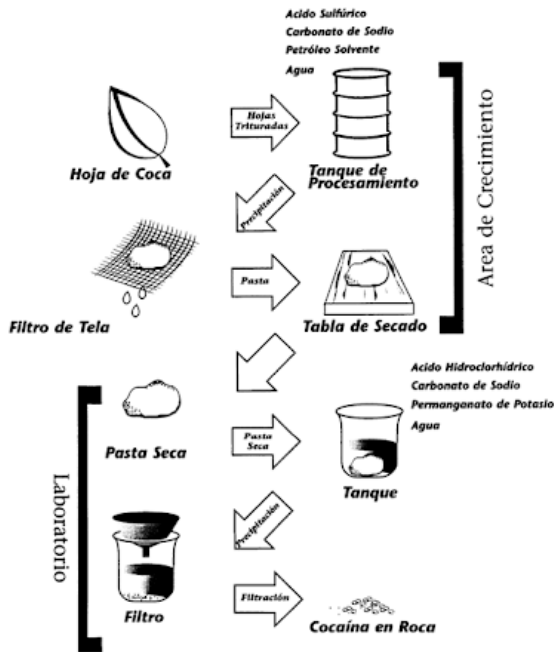 Acido Sulfúrico
Carbonato de Sodio
Petróleo Solvente
Agua
Hojas
Trituradas
Hoja de Coca
Tanque de
Procesamiento
Area de Crecimiento
Precipitación
Filtro de Tela
Pasta
Tabla de Secado
Acido Hidroclorhídrico
Carbonato de Sodio
Permanganato de Potasio
Agua
Laboratorio
Pasta Seca
Pasta
Seca
Tanque
Precipitación
Filtro
Filtración
Cocaína en Roca